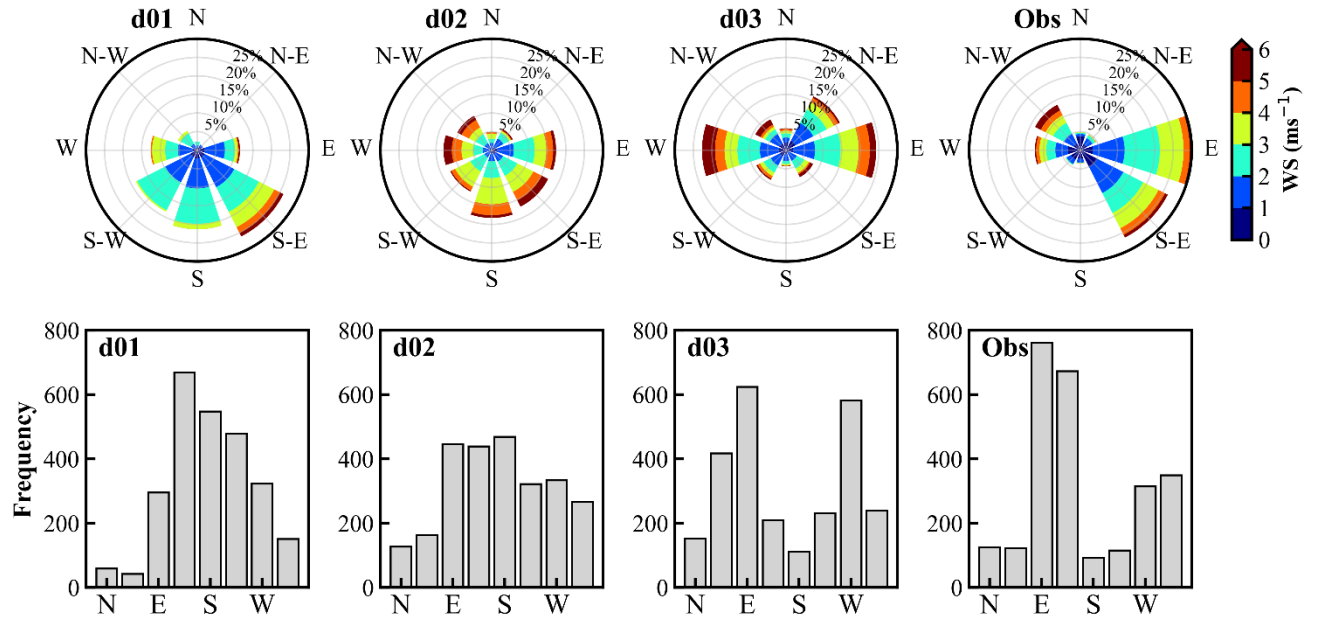 d01 N
N-W N-E
25%
20%
15%
10%
5%
W E
S-W S-E
S
d02 N
N-W N-E
25%
20%
15%
10%
5%
W E
S-W S-E
S
d03 N
N-W N-E
25%
20%
15%
10%
5%
W E
S-W S-E
S
Obs N
N-W N-E
25%
20%
15%
10%
5%
W E
S-W S-E
S
6
5
4
3
2
1
0
WS (ms⁻¹)
Frequency
800
600
400
200
0
d01
N E S W
800
600
400
200
0
d02
N E S W
800
600
400
200
0
d03
N E S W
800
600
400
200
0
Obs
N E S W